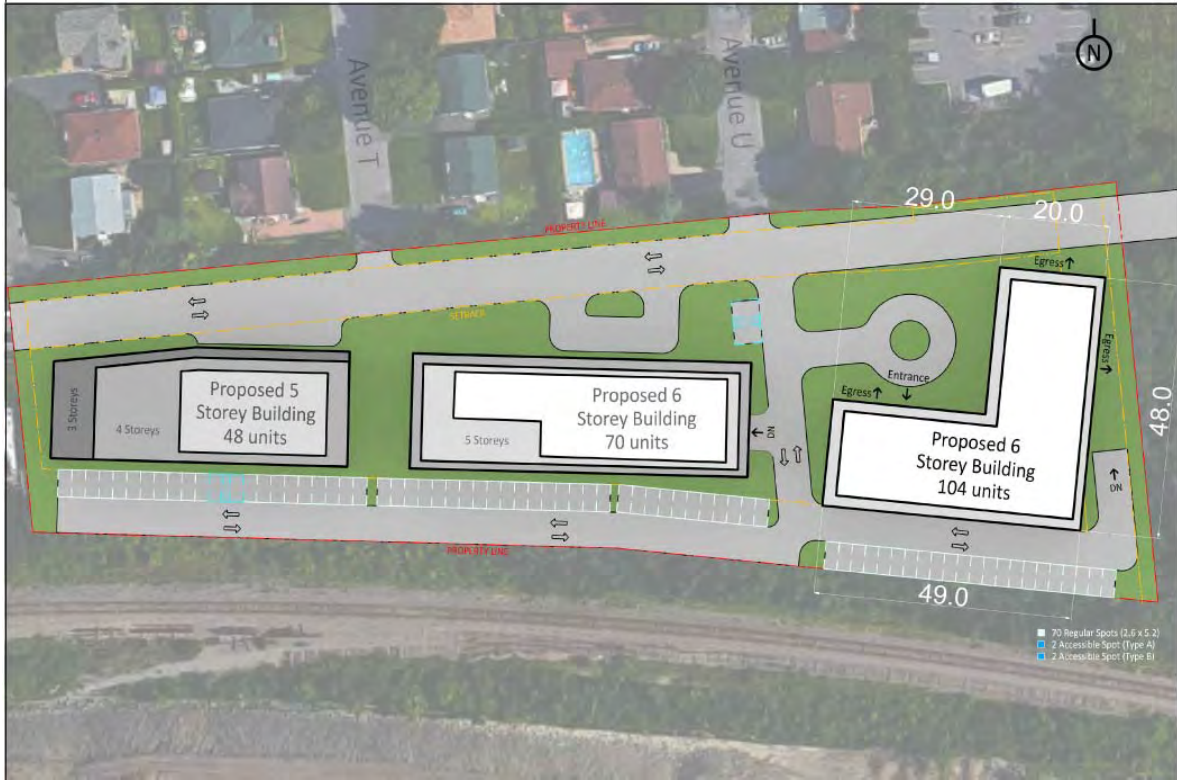 N
Avenue T
Avenue U
29.0
20.0
PROPERTY LINE
Egress
SETBACK
Egress
Entrance
Egress
3 Storeys
4 Storeys
Proposed 5
Storey Building
48 units
5 Storeys
Proposed 6
Storey Building
70 units
DN
Proposed 6
Storey Building
104 units
48.0
DN
PROPERTY LINE
49.0
70 Regular Spots (2.6 x 5.2)
2 Accessible Spot (Type A)
2 Accessible Spot (Type B)